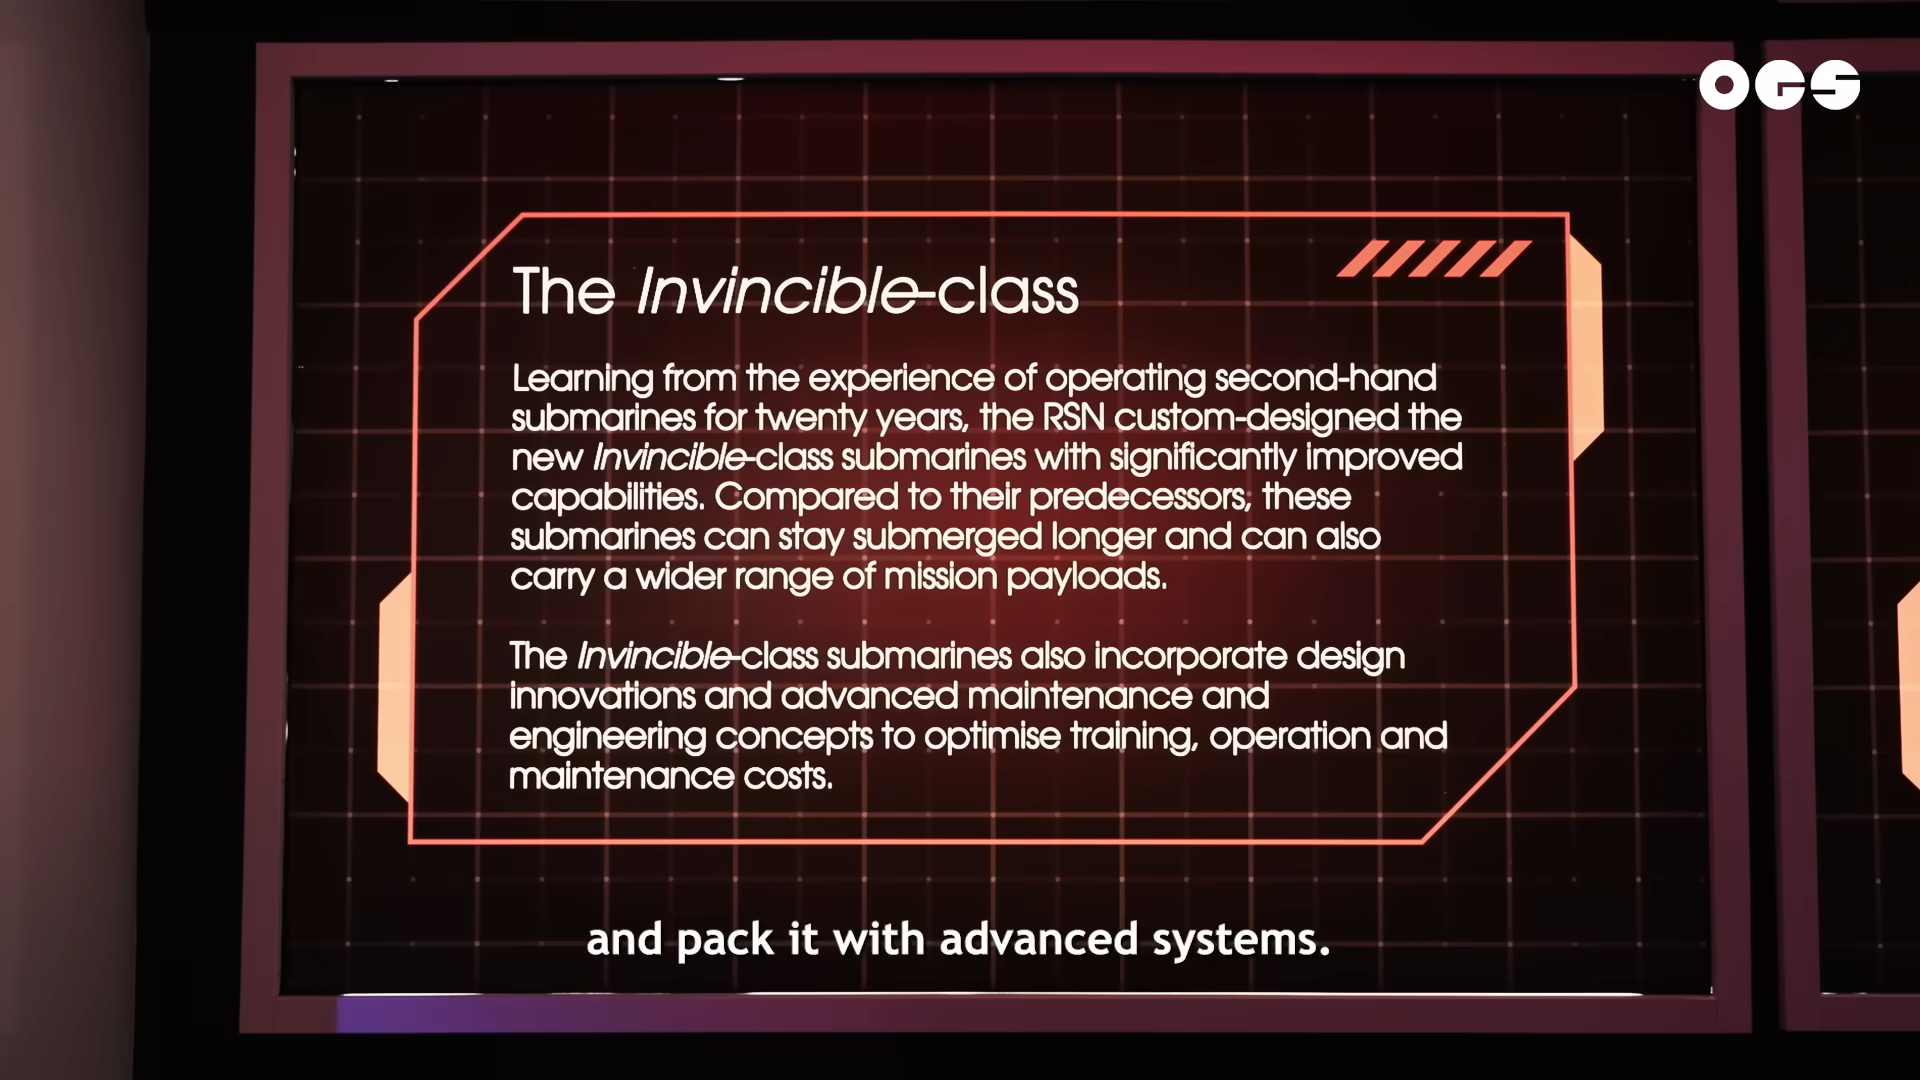 OGS
The Invincible-class
Learning from the experience of operating second-hand
submarines for twenty years, the RSN custom-designed the
new Invincible-class submarines with significantly improved
capabilities. Compared to their predecessors, these
submarines can stay submerged longer and can also
carry a wider range of mission payloads.
The Invincible-class submarines also incorporate design
innovations and advanced maintenance and
engineering concepts to optimise training, operation and
maintenance costs.
and pack it with advanced systems.